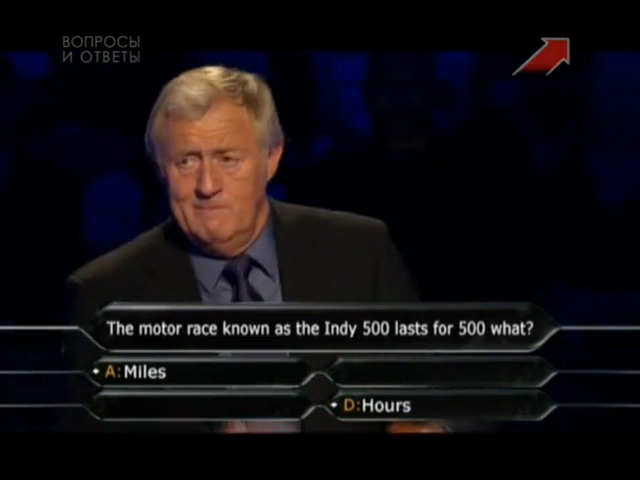 ВОПРОСЫ
И ОТВЕТЫ
The motor race known as the Indy 500 lasts for 500 what?
A: Miles
D: Hours